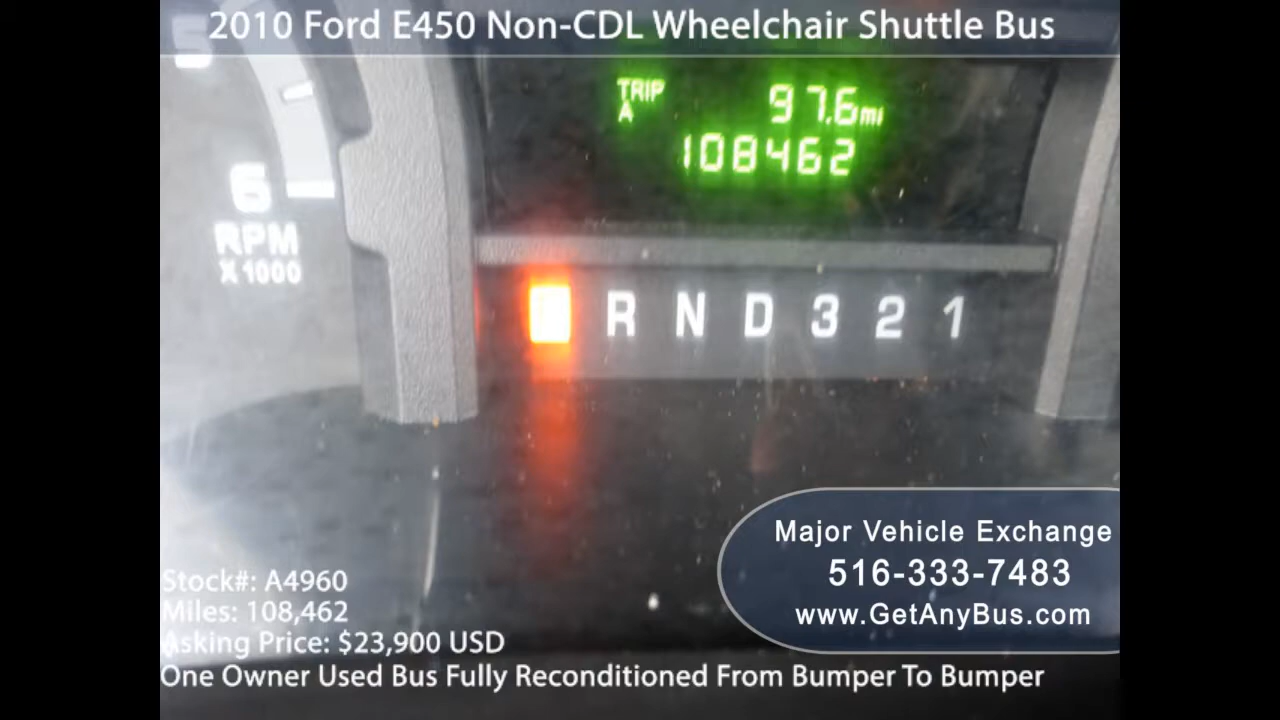 2010 Ford E450 Non-CDL Wheelchair Shuttle Bus
5
TRIP 97.6mi
A
108462
6
RPM
X 1000
R N D 3 2 1
Major Vehicle Exchange
516-333-7483
www.GetAnyBus.com
Stock#: A4960
Miles: 108,462
Asking Price: $23,900 USD
One Owner Used Bus Fully Reconditioned From Bumper To Bumper